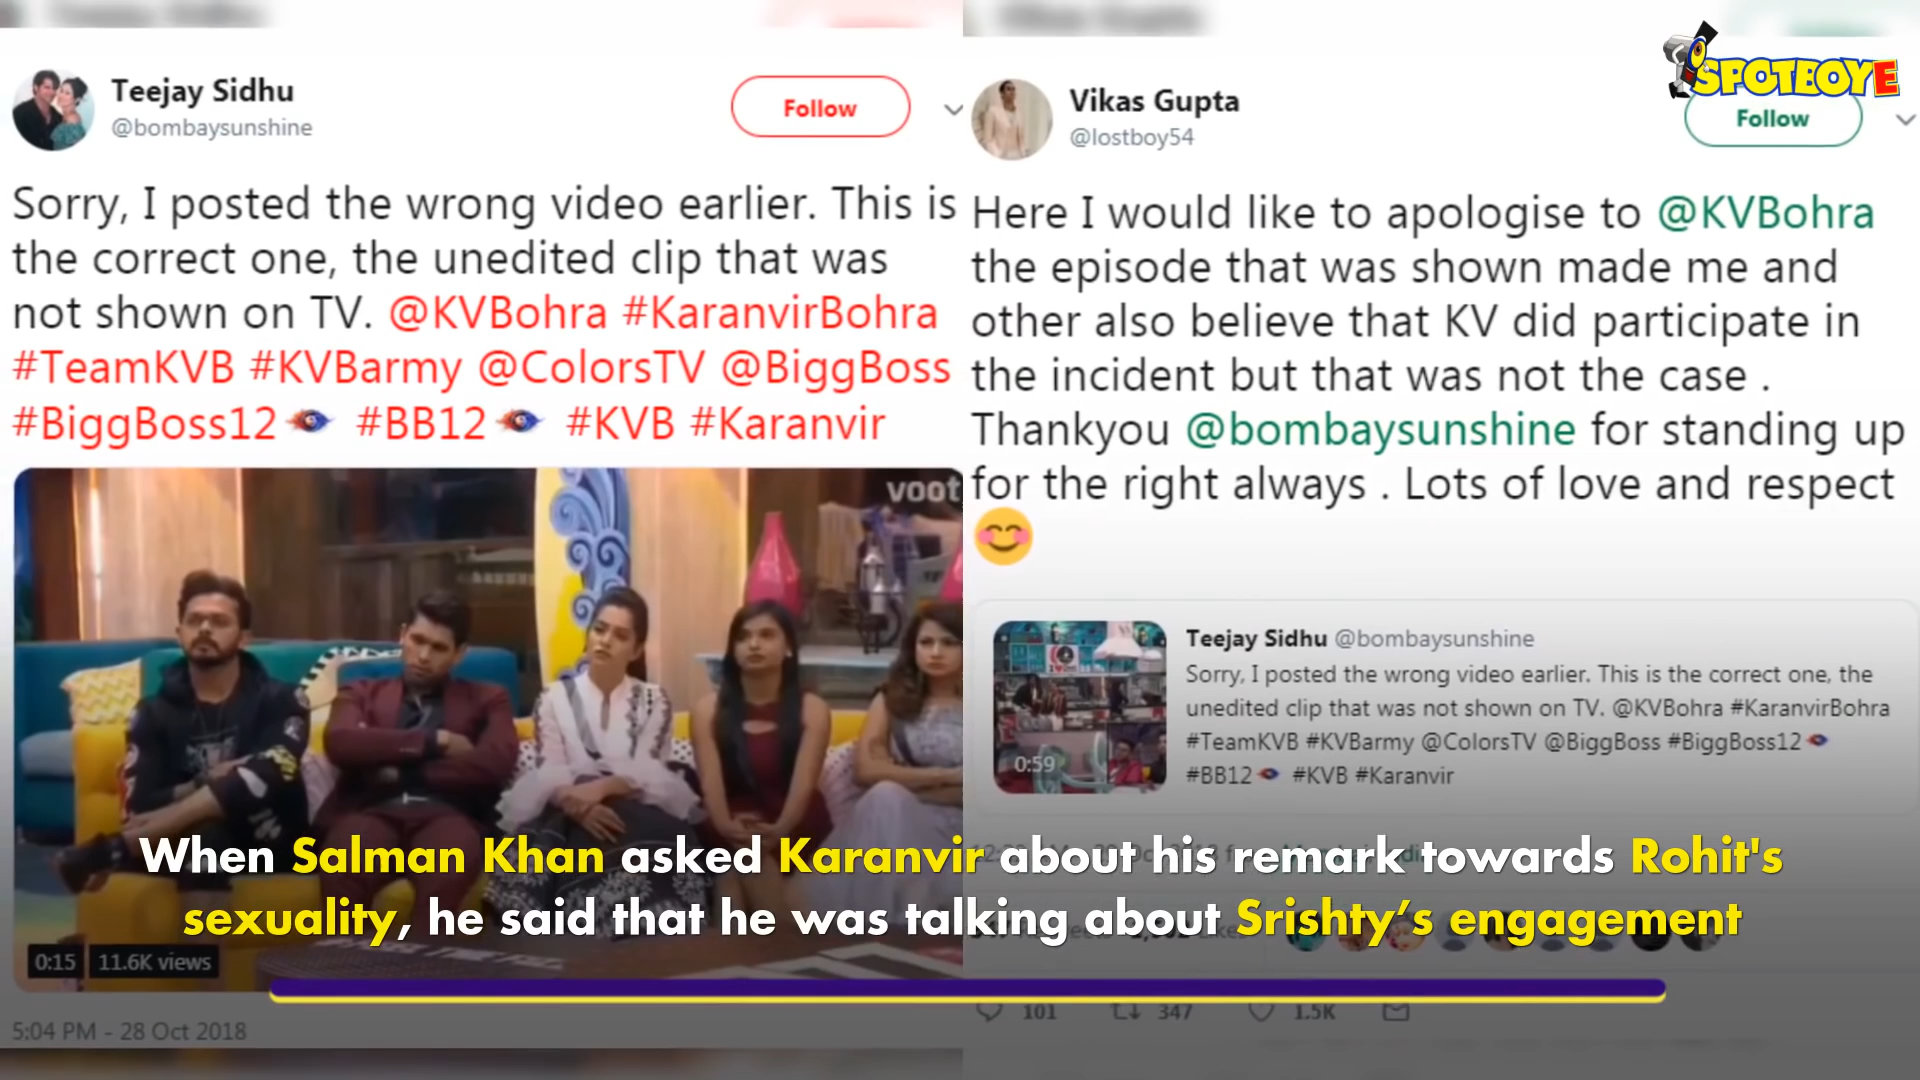 SPOTBOYE
Teejay Sidhu
@bombaysunshine
Follow
Sorry, I posted the wrong video earlier. This is
the correct one, the unedited clip that was
not shown on TV. @KVBohra #KaranvirBohra
#TeamKVB #KVBarmy @ColorsTV @BiggBoss
#BiggBoss12 #BB12 #KVB #Karanvir
voot
0:15 11.6K views
5:04 PM - 28 Oct 2018
Vikas Gupta
@lostboy54
Follow
Here I would like to apologise to @KVBohra
the episode that was shown made me and
other also believe that KV did participate in
the incident but that was not the case .
Thankyou @bombaysunshine for standing up
for the right always . Lots of love and respect
😊
Teejay Sidhu @bombaysunshine
Sorry, I posted the wrong video earlier. This is the correct one, the
unedited clip that was not shown on TV. @KVBohra #KaranvirBohra
#TeamKVB #KVBarmy @ColorsTV @BiggBoss #BiggBoss12
#BB12 #KVB #Karanvir
0:59
101 347 1.5K
When Salman Khan asked Karanvir about his remark towards Rohit's
sexuality, he said that he was talking about Srishty’s engagement